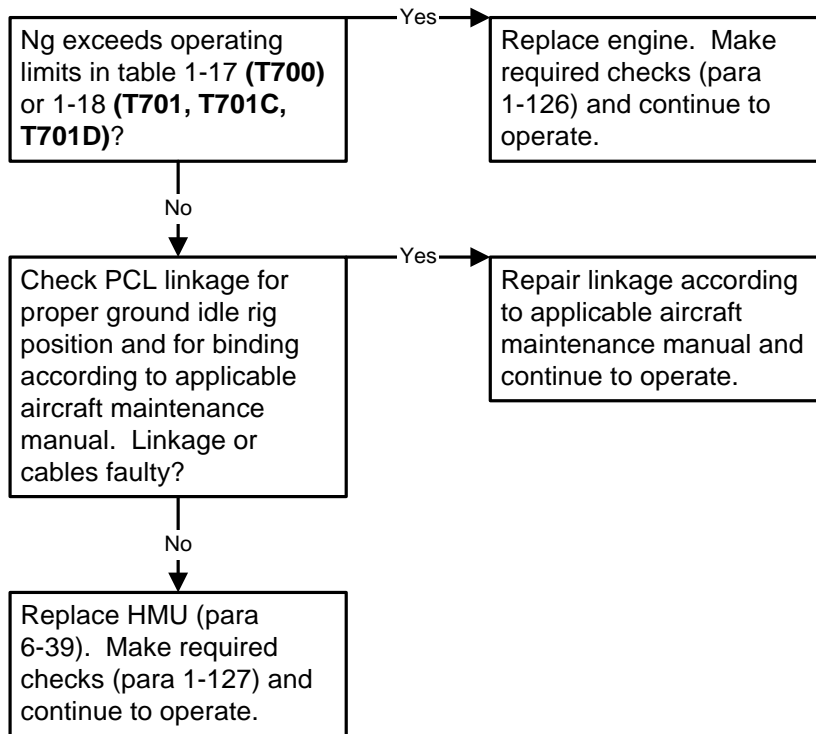 Ng exceeds operating
limits in table 1-17 (T700)
or 1-18 (T701, T701C,
T701D)?
Yes
Replace engine.  Make
required checks (para
1-126) and continue to
operate.
No
Check PCL linkage for
proper ground idle rig
position and for binding
according to applicable
aircraft maintenance
manual.  Linkage or
cables faulty?
Yes
Repair linkage according
to applicable aircraft
maintenance manual and
continue to operate.
No
Replace HMU (para
6-39).  Make required
checks (para 1-127) and
continue to operate.